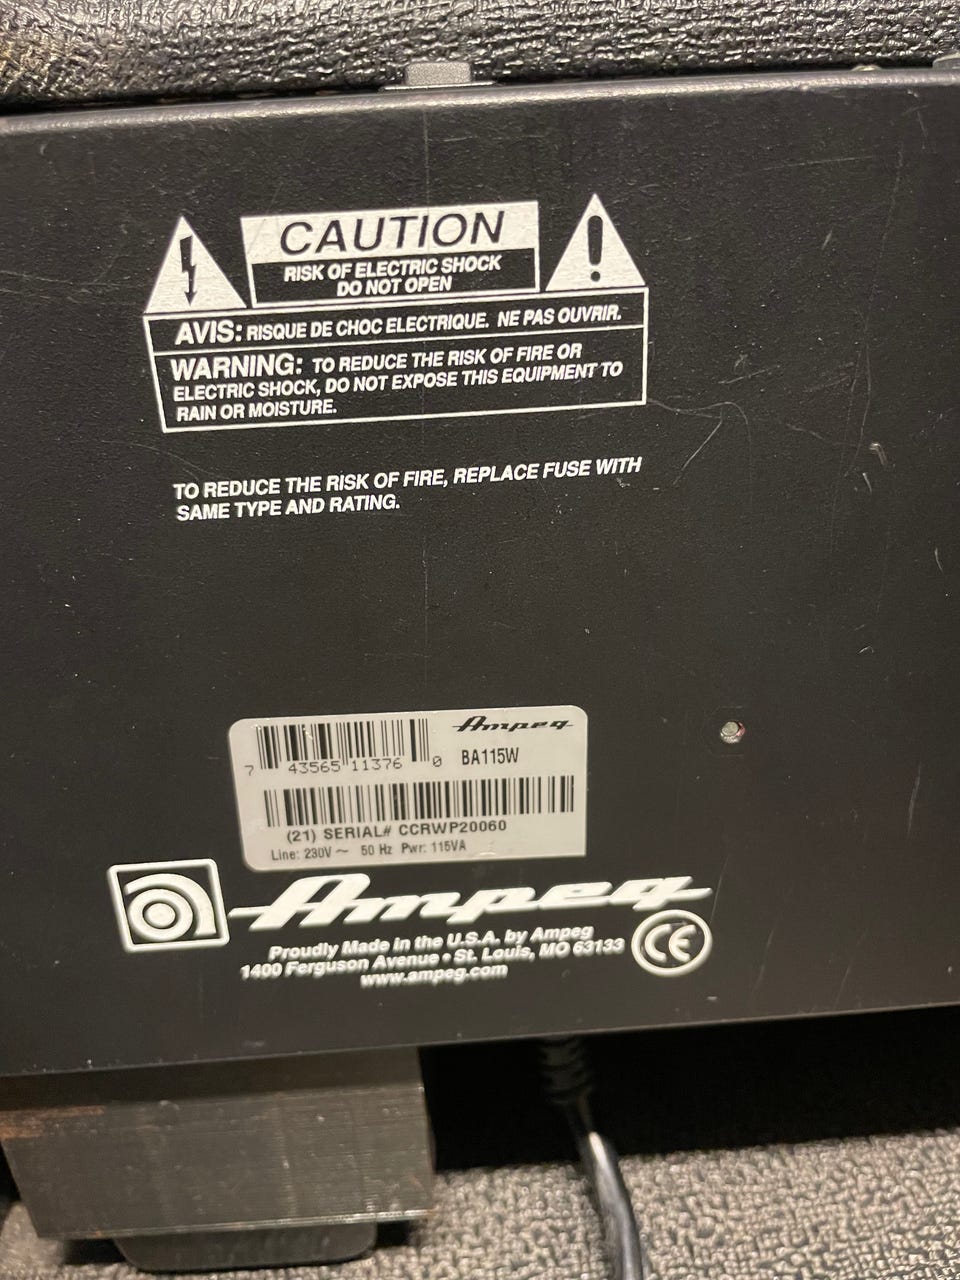 CAUTION
RISK OF ELECTRIC SHOCK
DO NOT OPEN
AVIS: RISQUE DE CHOC ELECTRIQUE. NE PAS OUVRIR.
WARNING: TO REDUCE THE RISK OF FIRE OR
ELECTRIC SHOCK, DO NOT EXPOSE THIS EQUIPMENT TO
RAIN OR MOISTURE.
TO REDUCE THE RISK OF FIRE, REPLACE FUSE WITH
SAME TYPE AND RATING.
Ampeg
7 43565 11376 0 BA115W
(21) SERIAL# CCRWP20060
Line: 230V ~ 50 Hz Pwr: 115VA
Ampeg
Proudly Made in the U.S.A. by Ampeg
1400 Ferguson Avenue • St. Louis, MO 63133
www.ampeg.com
CE